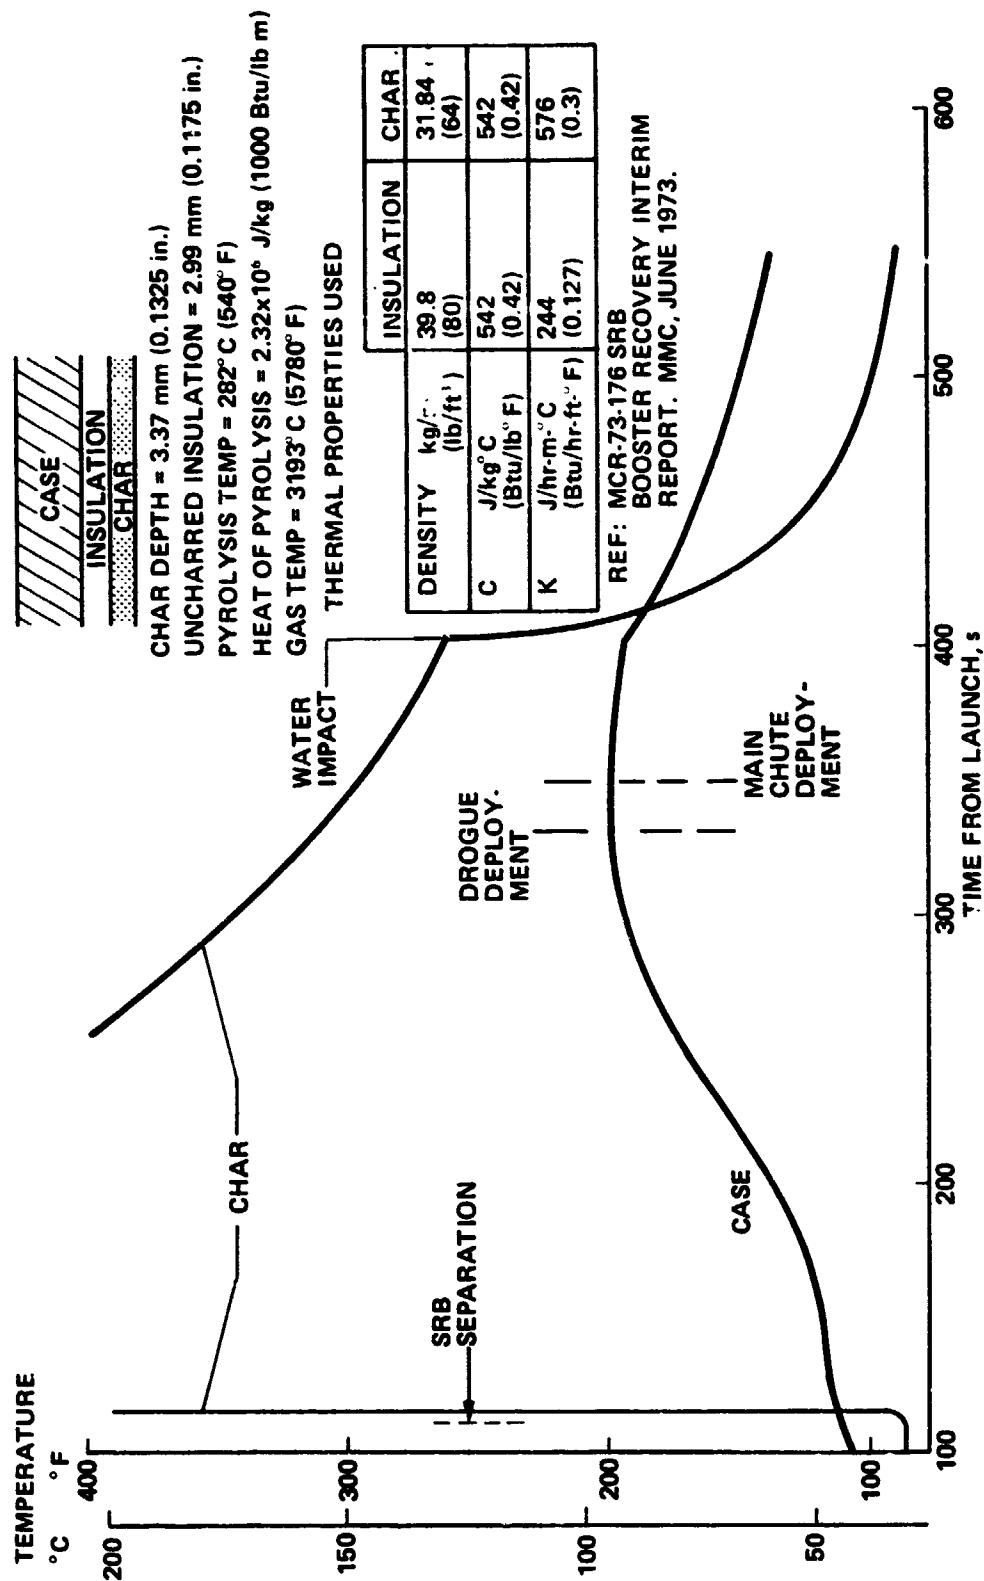 CASE
INSULATION
CHAR
CHAR DEPTH = 3.37 mm (0.1325 in.)
UNCHARRED INSULATION = 2.99 mm (0.1175 in.)
PYROLYSIS TEMP = 282° C (540° F)
HEAT OF PYROLYSIS = 2.32x10⁶ J/kg (1000 Btu/lb m)
GAS TEMP = 3193° C (5780° F)
THERMAL PROPERTIES USED
INSULATION CHAR
DENSITY 39.8 31.84
(lb/ft³) (80) (64)
C J/kg°C 542 542
(Btu/lb°F) (0.42) (0.42)
K J/hr-m-°C 244 576
(Btu/hr-ft-°F) (0.127) (0.3)
REF: MCR-73-176 SRB
BOOSTER RECOVERY INTERIM
REPORT. MMC, JUNE 1973.
TEMPERATURE
°C °F
200 400
150 300
100 200
50 100
CHAR
SRB
SEPARATION
CASE
WATER
IMPACT
DROGUE
DEPLOY-
MENT
MAIN
CHUTE
DEPLOY-
MENT
100 200 300 400 500 600
TIME FROM LAUNCH, s